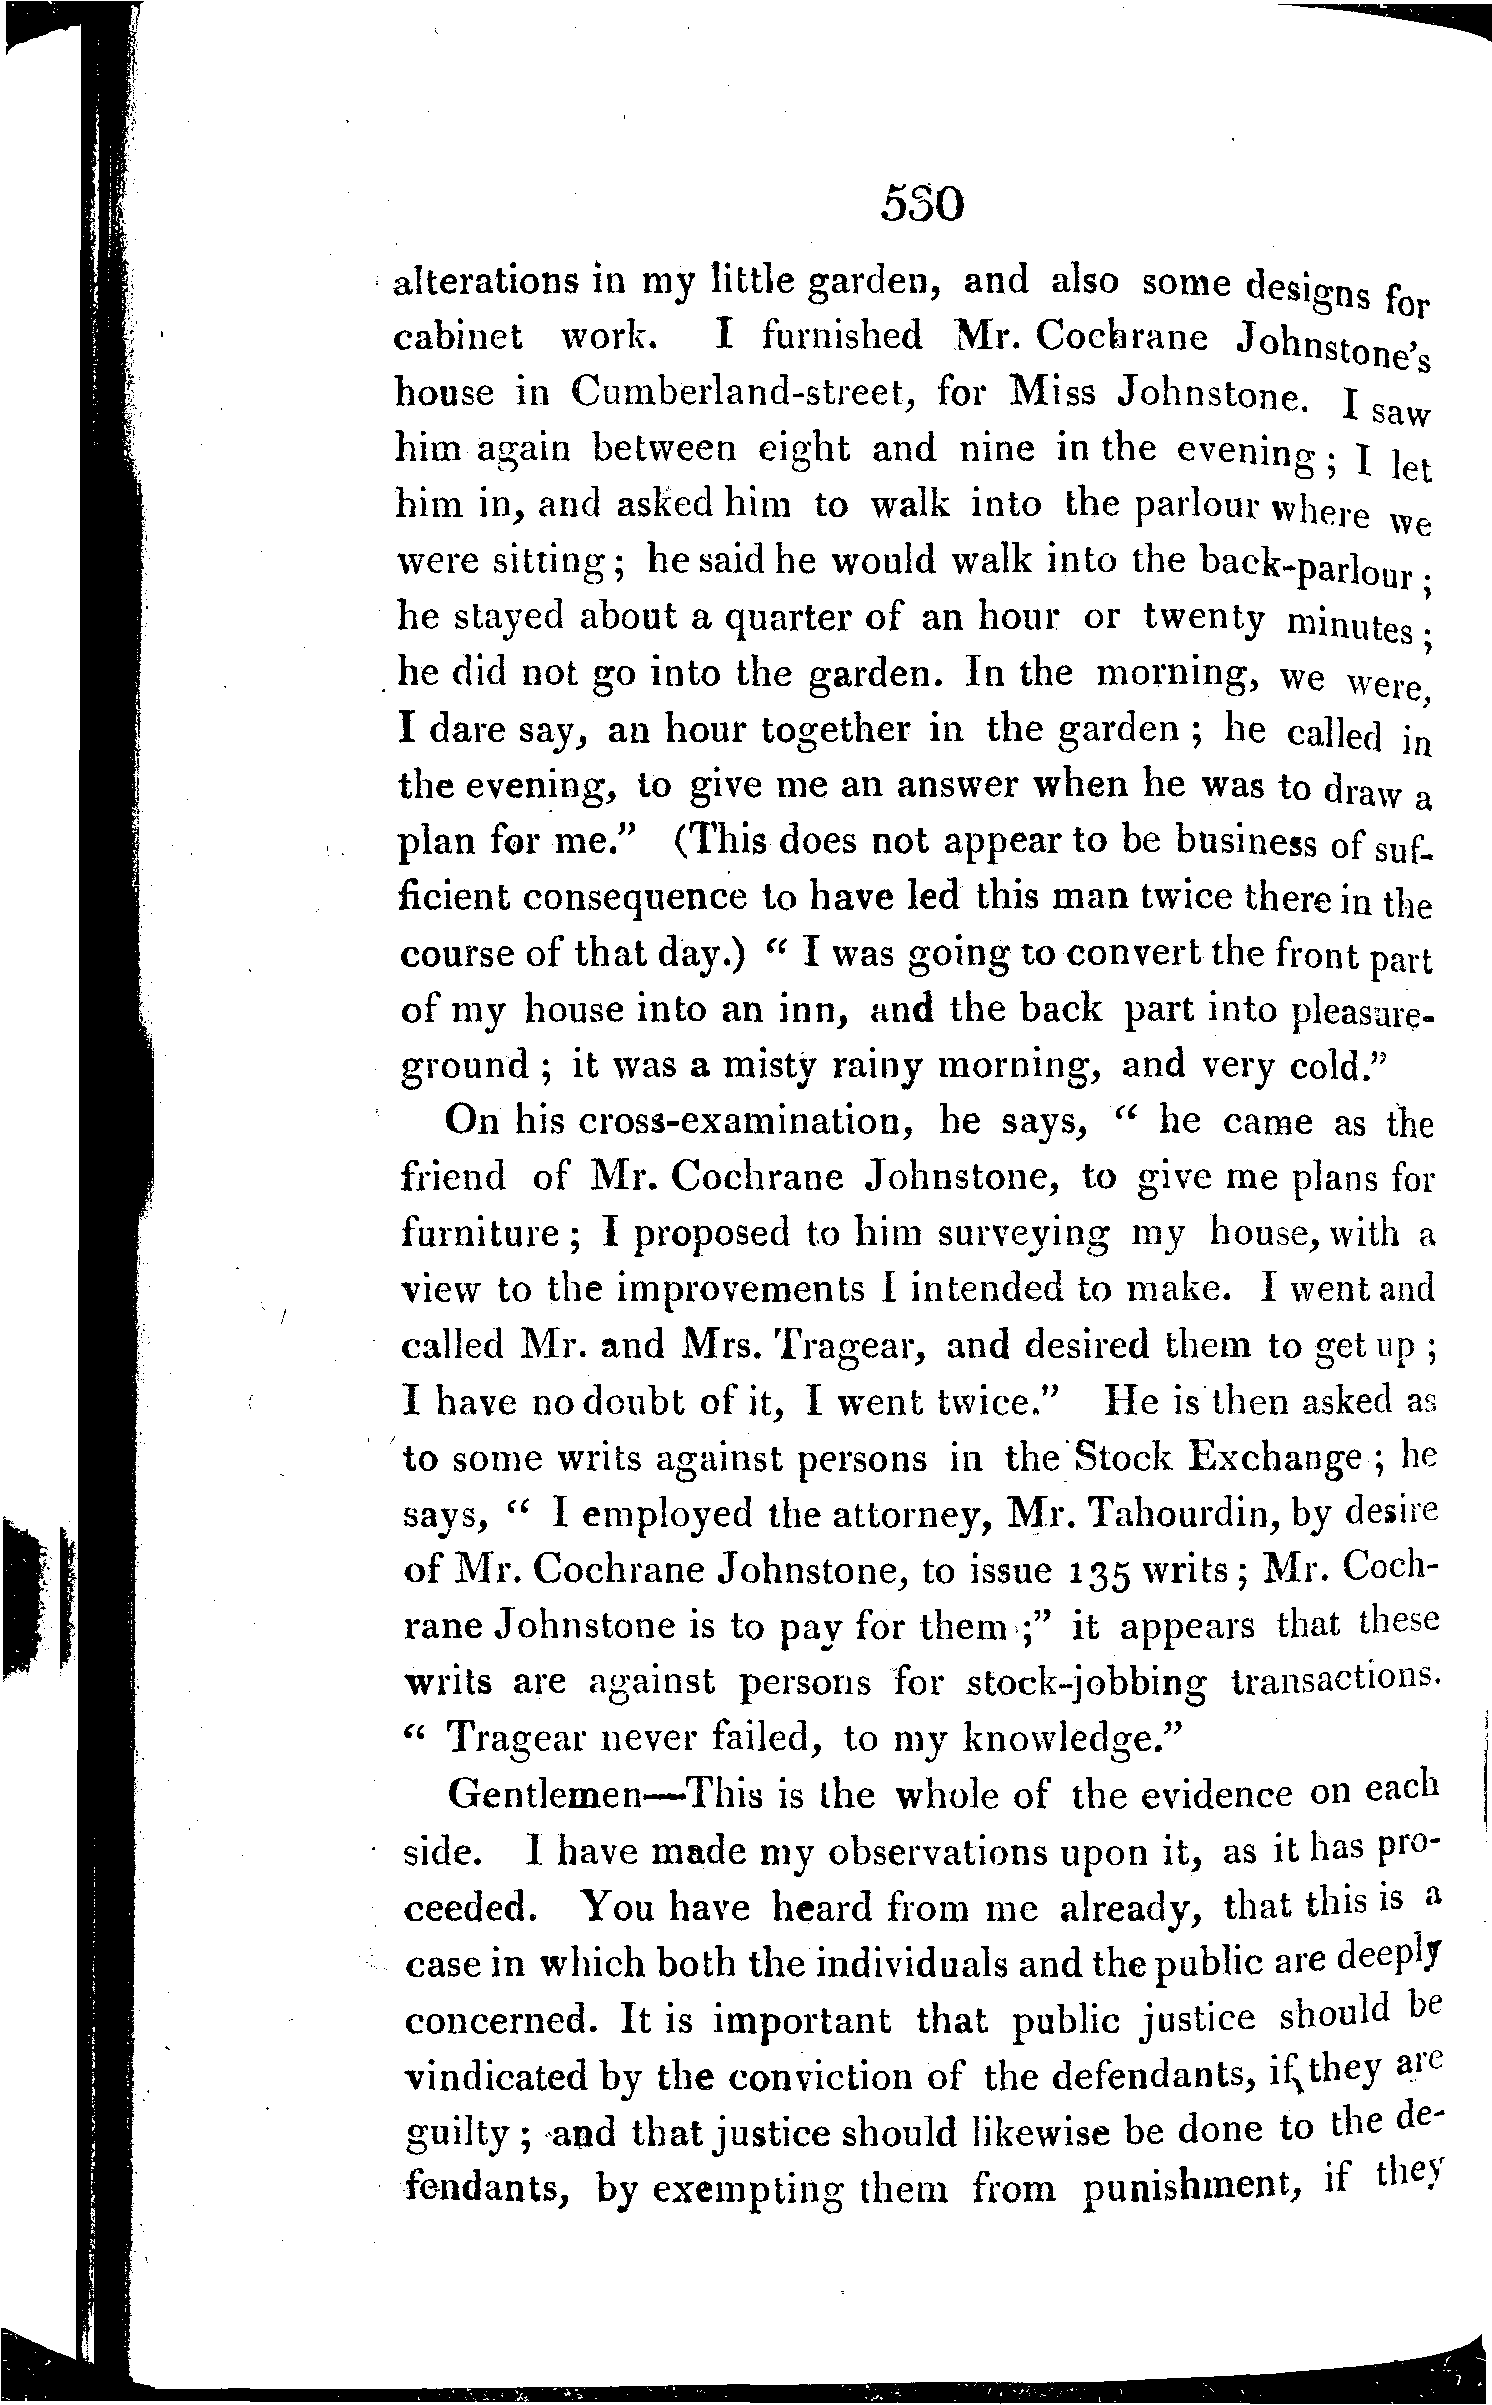 530
alterations in my little garden, and also some designs for
cabinet work. I furnished Mr. Cochrane Johnstone's
house in Cumberland-street, for Miss Johnstone. I saw
him again between eight and nine in the evening; I let
him in, and asked him to walk into the parlour where we
were sitting; he said he would walk into the back-parlour;
he stayed about a quarter of an hour or twenty minutes;
he did not go into the garden. In the morning, we were,
I dare say, an hour together in the garden; he called in
the evening, to give me an answer when he was to draw a
plan for me." (This does not appear to be business of suf-
ficient consequence to have led this man twice there in the
course of that day.) " I was going to convert the front part
of my house into an inn, and the back part into pleasure-
ground; it was a misty rainy morning, and very cold."
On his cross-examination, he says, " he came as the
friend of Mr. Cochrane Johnstone, to give me plans for
furniture; I proposed to him surveying my house, with a
view to the improvements I intended to make. I went and
called Mr. and Mrs. Tragear, and desired them to get up;
I have no doubt of it, I went twice." He is then asked as
to some writs against persons in the Stock Exchange; he
says, " I employed the attorney, Mr. Tahourdin, by desire
of Mr. Cochrane Johnstone, to issue 135 writs; Mr. Coch-
rane Johnstone is to pay for them;" it appears that these
writs are against persons for stock-jobbing transactions.
" Tragear never failed, to my knowledge."
Gentlemen—This is the whole of the evidence on each
side. I have made my observations upon it, as it has pro-
ceeded. You have heard from me already, that this is a
case in which both the individuals and the public are deeply
concerned. It is important that public justice should be
vindicated by the conviction of the defendants, if they are
guilty; and that justice should likewise be done to the de-
fendants, by exempting them from punishment, if they